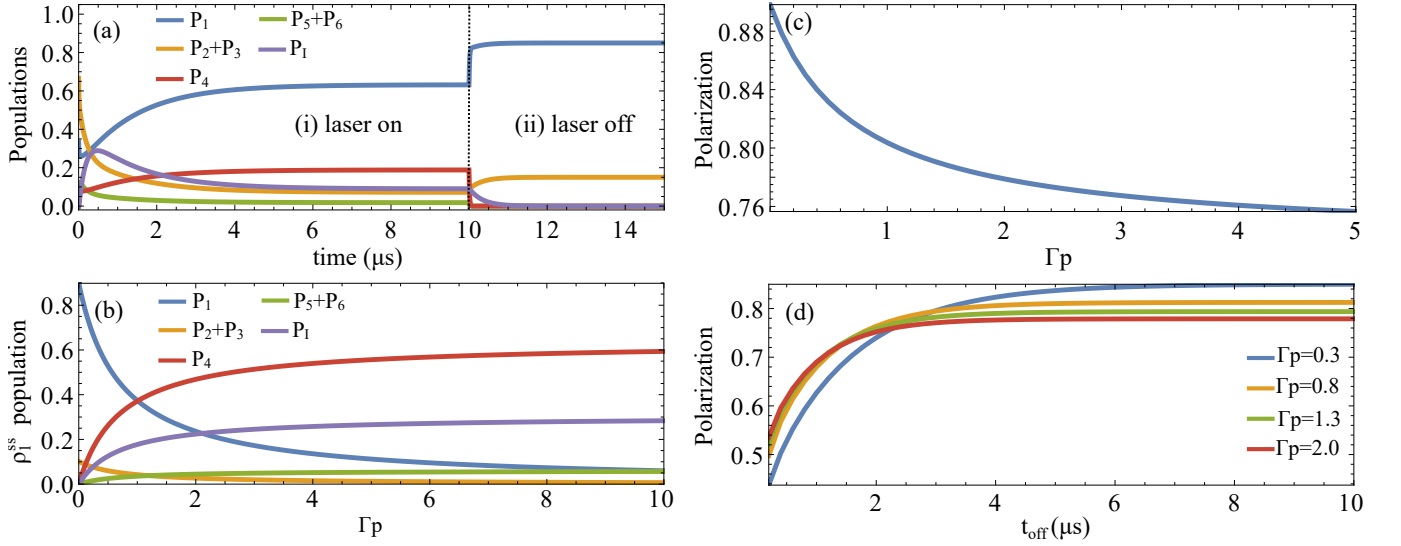 (a)
P₁
P₅+P₆
P₂+P₃
P_I
P₄
Populations
1.0
0.8
0.6
0.4
0.2
0.0
(i) laser on
(ii) laser off
0 2 4 6 8 10 12 14
time (μs)
(b)
P₁
P₅+P₆
P₂+P₃
P_I
P₄
ρ₁ˢˢ population
0.8
0.6
0.4
0.2
0.0
0 2 4 6 8 10
Γp
(c)
Polarization
0.88
0.84
0.80
0.76
1 2 3 4 5
Γp
(d)
Polarization
0.8
0.7
0.6
0.5
Γp=0.3
Γp=0.8
Γp=1.3
Γp=2.0
2 4 6 8 10
t_off (μs)